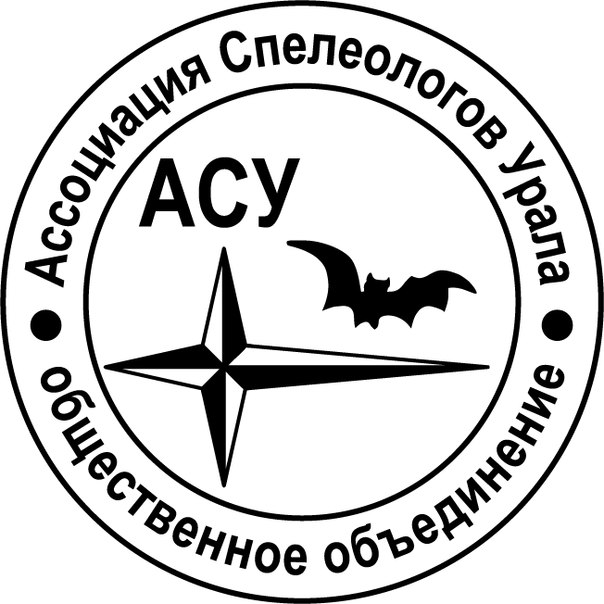 Ассоциация Спелеологов Урала
АСУ
общественное объединение